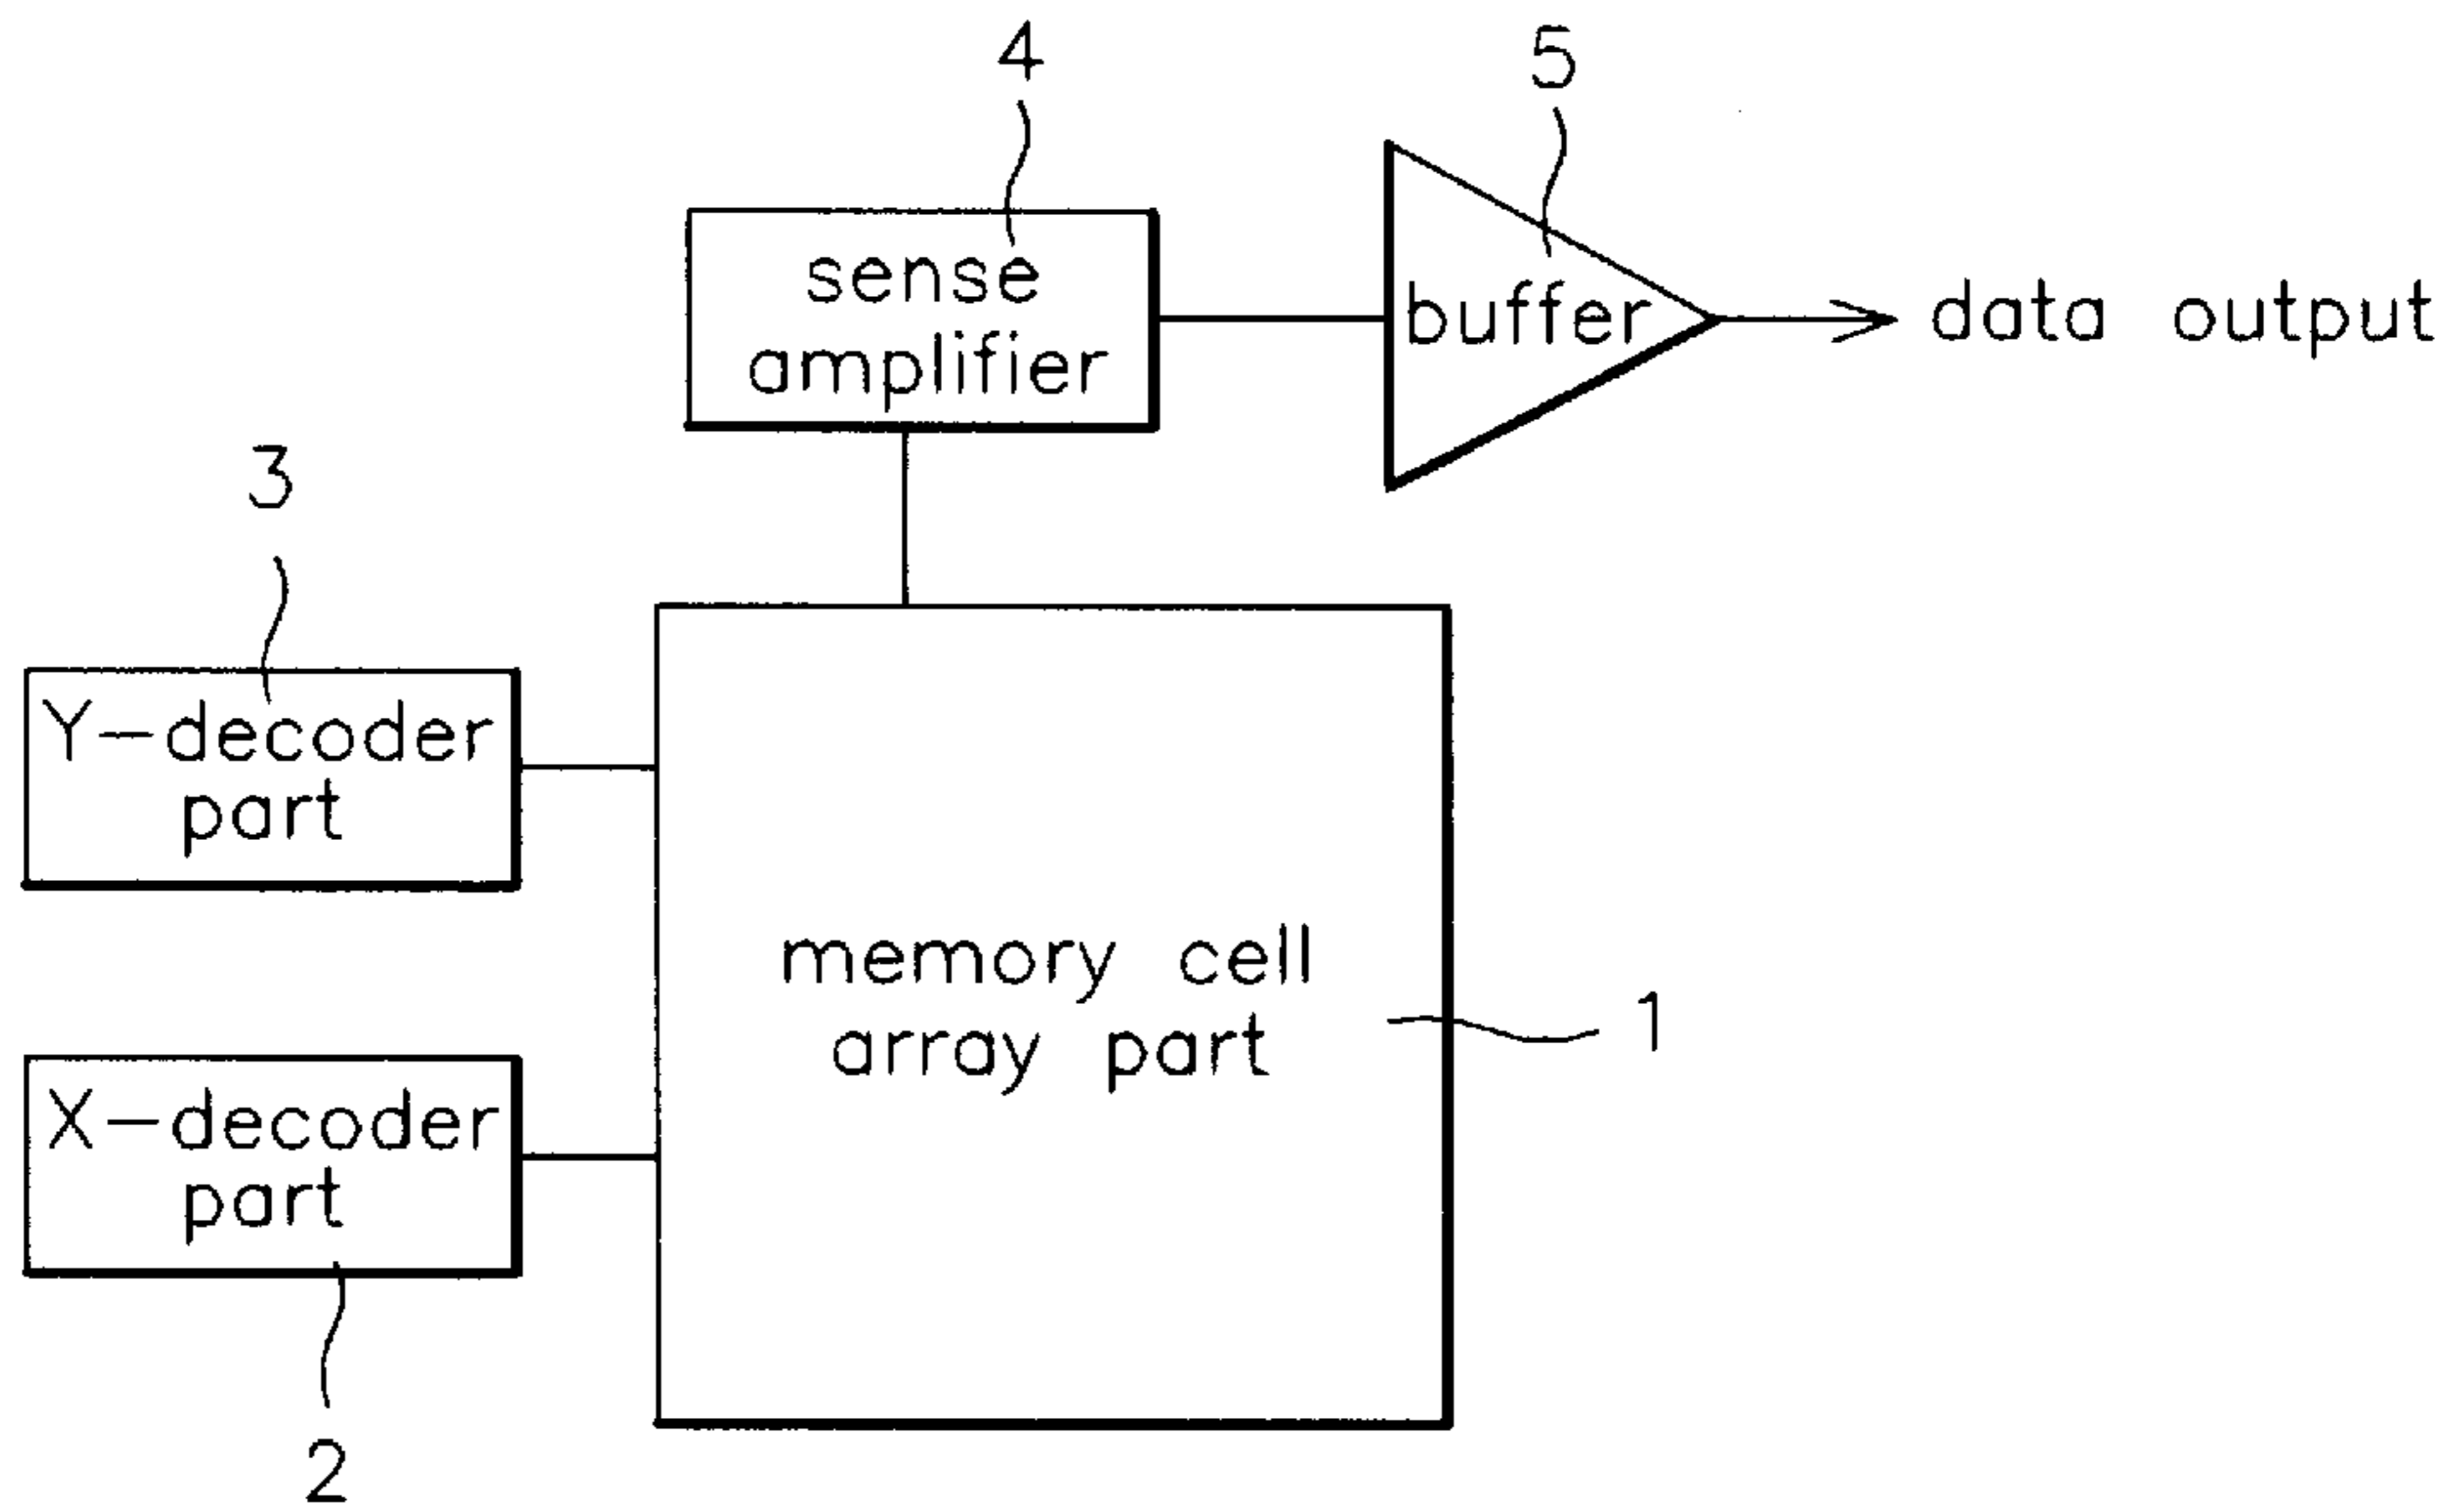 4
5
sense
amplifier
buffer
data output
3
Y-decoder
part
memory cell
array part
1
X-decoder
part
2